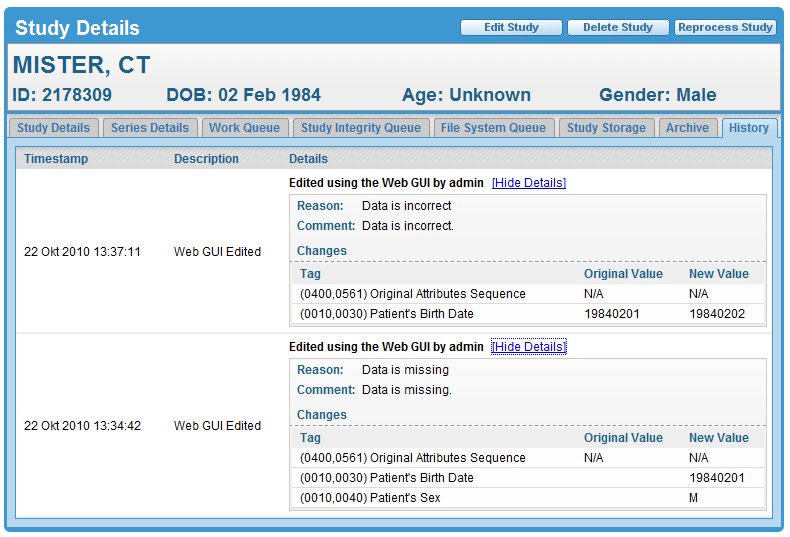 Study Details Edit Study Delete Study Reprocess Study
MISTER, CT
ID: 2178309 DOB: 02 Feb 1984 Age: Unknown Gender: Male
Study Details Series Details Work Queue Study Integrity Queue File System Queue Study Storage Archive History
Timestamp Description Details
Edited using the Web GUI by admin [Hide Details]
Reason: Data is incorrect
Comment: Data is incorrect.
22 Okt 2010 13:37:11 Web GUI Edited
Changes
Tag Original Value New Value
(0400,0561) Original Attributes Sequence N/A N/A
(0010,0030) Patient's Birth Date 19840201 19840202
Edited using the Web GUI by admin [Hide Details]
Reason: Data is missing
Comment: Data is missing.
Changes
22 Okt 2010 13:34:42 Web GUI Edited
Tag Original Value New Value
(0400,0561) Original Attributes Sequence N/A N/A
(0010,0030) Patient's Birth Date 19840201
(0010,0040) Patient's Sex M